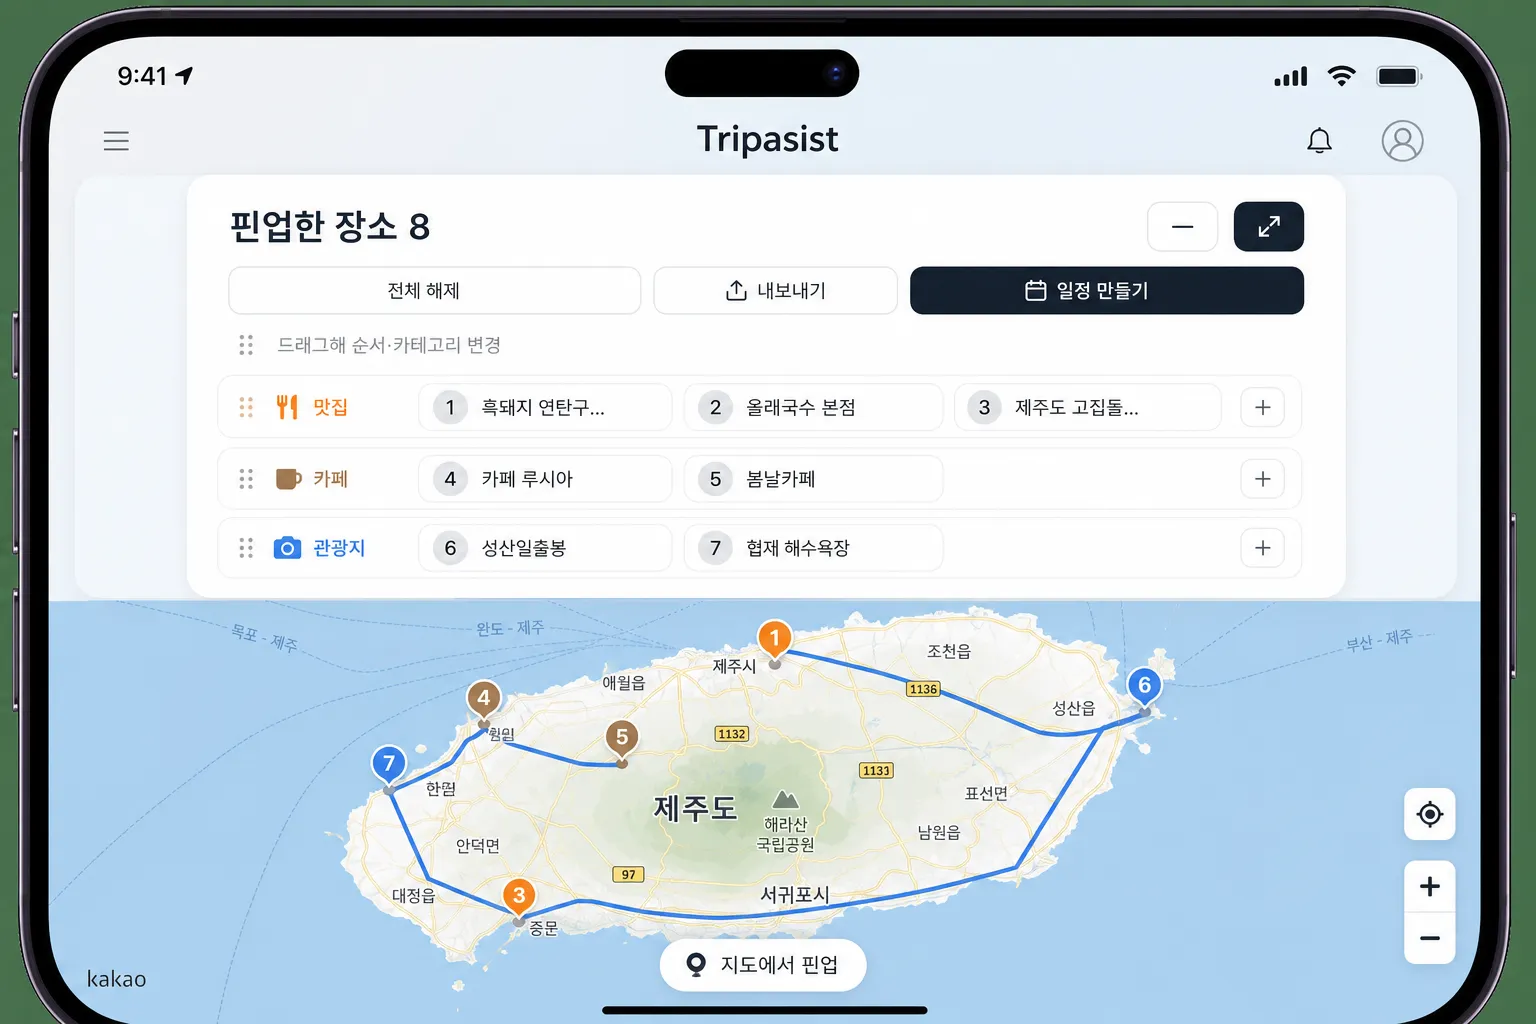 9:41
Tripasist
핀업한 장소 8
전체 해제
내보내기
일정 만들기
드래그해 순서·카테고리 변경
맛집
1 흑돼지 연탄구...
2 올래국수 본점
3 제주도 고집돌...
카페
4 카페 루시아
5 봄날카페
관광지
6 성산일출봉
7 협재 해수욕장
목포 - 제주
완도 - 제주
부산 - 제주
1
제주시
조천읍
애월읍
1136
6
성산읍
4
5
1132
7
한림
1131
표선면
제주도
해라산
국립공원
남원읍
안덕면
97
대정읍
3
서귀포시
중문
지도에서 핀업
kakao